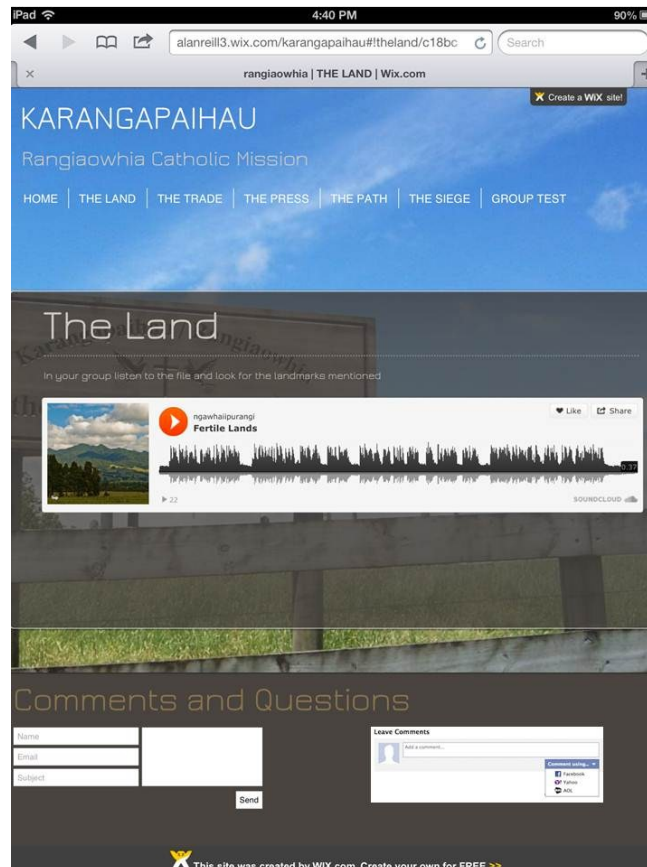 iPad
4:40 PM
90%
alanreill3.wix.com/karangapaihau#!theland/c18bc
Search
rangiaowhia | THE LAND | Wix.com
Create a WiX site!
KARANGAPAIHAU
Rangiaowhia Catholic Mission
HOME | THE LAND | THE TRADE | THE PRESS | THE PATH | THE SIEGE | GROUP TEST
The Land
In your group listen to the file and look for the landmarks mentioned
ngawhaiipurangi
Fertile Lands
Like
Share
0.37
22
SOUNDCLOUD
Comments and Questions
Name
Email
Subject
Send
Leave Comments
Add a comment...
Comment using...
Facebook
Yahoo
AOL
This site was created by WIX.com. Create your own for FREE >>